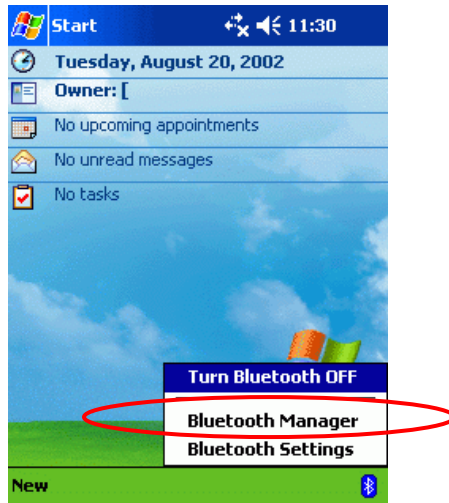 Start 11:30
Tuesday, August 20, 2002
Owner: [
No upcoming appointments
No unread messages
No tasks
Turn Bluetooth OFF
Bluetooth Manager
Bluetooth Settings
New